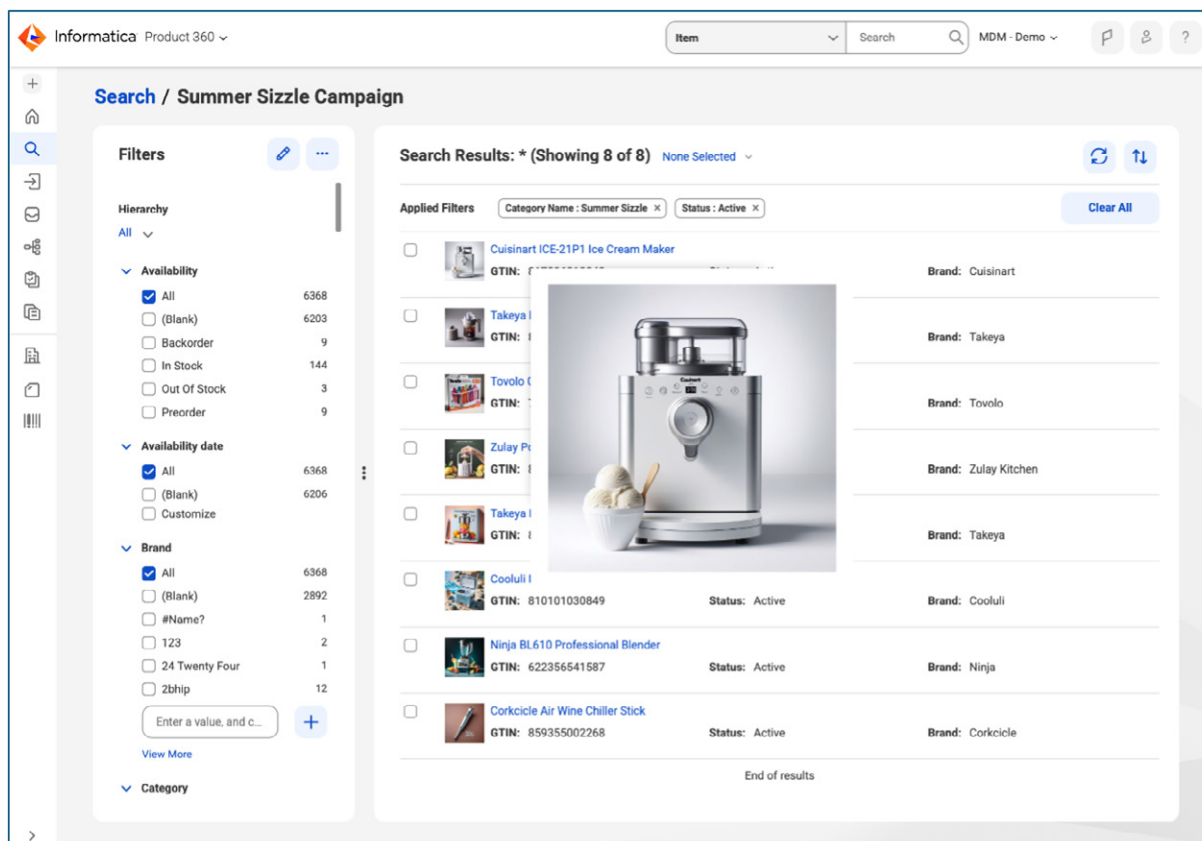 Informatica Product 360
Item
Search
MDM - Demo
?
Search / Summer Sizzle Campaign
Filters
Hierarchy
All
Availability
All 6368
(Blank) 6203
Backorder 9
In Stock 144
Out Of Stock 3
Preorder 9
Availability date
All 6368
(Blank) 6206
Customize
Brand
All 6368
(Blank) 2892
#Name? 1
123 2
24 Twenty Four 1
2bhip 12
Enter a value, and c...
View More
Category
Search Results: * (Showing 8 of 8) None Selected
Applied Filters Category Name : Summer Sizzle × Status : Active × Clear All
Cuisinart ICE-21P1 Ice Cream Maker
GTIN: Brand: Cuisinart
Takeya
GTIN: Brand: Takeya
Tovolo
GTIN: Brand: Tovolo
Zulay
GTIN: Brand: Zulay Kitchen
Takeya
GTIN: Brand: Takeya
Cooluli
GTIN: 810101030849 Status: Active Brand: Cooluli
Ninja BL610 Professional Blender
GTIN: 622356541587 Status: Active Brand: Ninja
Corkcicle Air Wine Chiller Stick
GTIN: 859355002268 Status: Active Brand: Corkcicle
End of results
Cuisinart